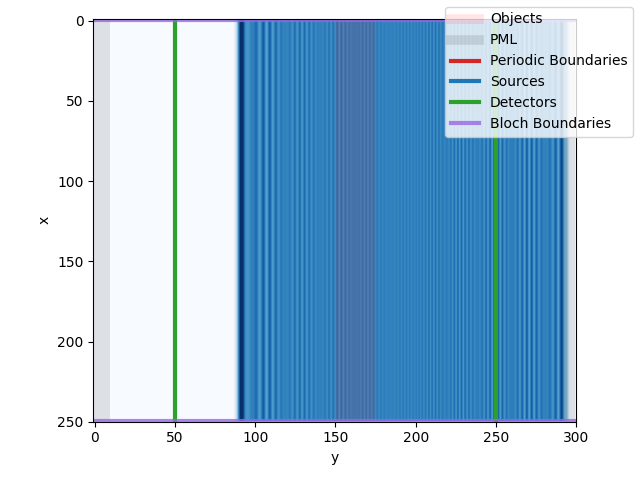 Objects
PML
Periodic Boundaries
Sources
Detectors
Bloch Boundaries
0
50
100
150
200
250
x
0 50 100 150 200 250 300
y